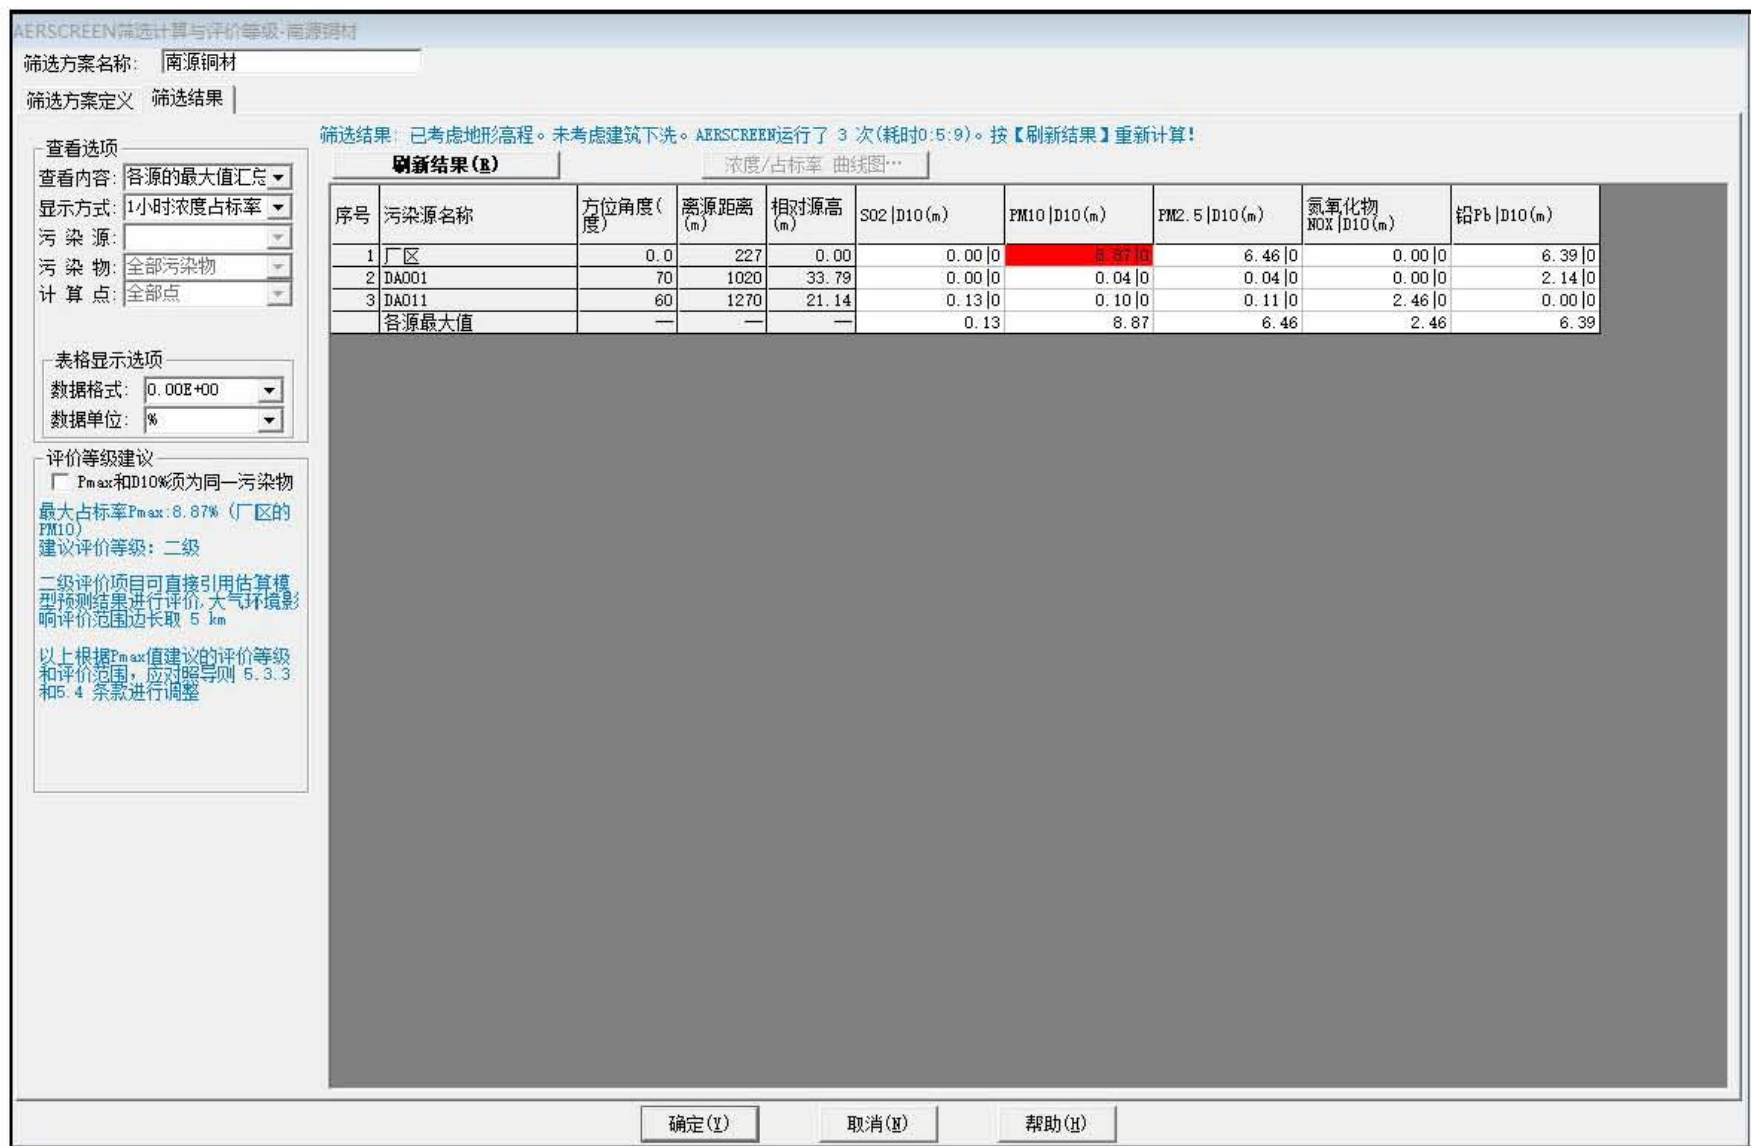 AERSCREEN筛选计算与评价等级-南源铜材
筛选方案名称: 南源铜材
筛选方案定义 筛选结果
筛选结果: 已考虑地形高程。未考虑建筑下洗。AERSCREEN运行了 3 次(耗时0:5:9)。按【刷新结果】重新计算!
刷新结果(R) 浓度/占标率 曲线图…
查看选项
查看内容: 各源的最大值汇总
显示方式: 1小时浓度占标率
污 染 源:
污 染 物: 全部污染物
计 算 点: 全部点
表格显示选项
数据格式: 0.00E+00
数据单位: %
评价等级建议
Pmax和D10%须为同一污染物
最大占标率Pmax:8.87% (厂区的
PM10)
建议评价等级: 二级
二级评价项目可直接引用估算模
型预测结果进行评价,大气环境影
响评价范围边长取 5 km
以上根据Pmax值建议的评价等级
和评价范围,应对照导则 5.3.3
和5.4 条款进行调整
序号 污染源名称 方位角度(度) 离源距离(m) 相对源高(m) SO2|D10(m) PM10|D10(m) PM2.5|D10(m) 氮氧化物NOX|D10(m) 铅Pb|D10(m)
1 厂区 0.0 227 0.00 0.00|0 8.87|0 6.46|0 0.00|0 6.39|0
2 DA001 70 1020 33.79 0.00|0 0.04|0 0.04|0 0.00|0 2.14|0
3 DA011 60 1270 21.14 0.13|0 0.10|0 0.11|0 2.46|0 0.00|0
各源最大值 — — — 0.13 8.87 6.46 2.46 6.39
确定(Y) 取消(N) 帮助(H)